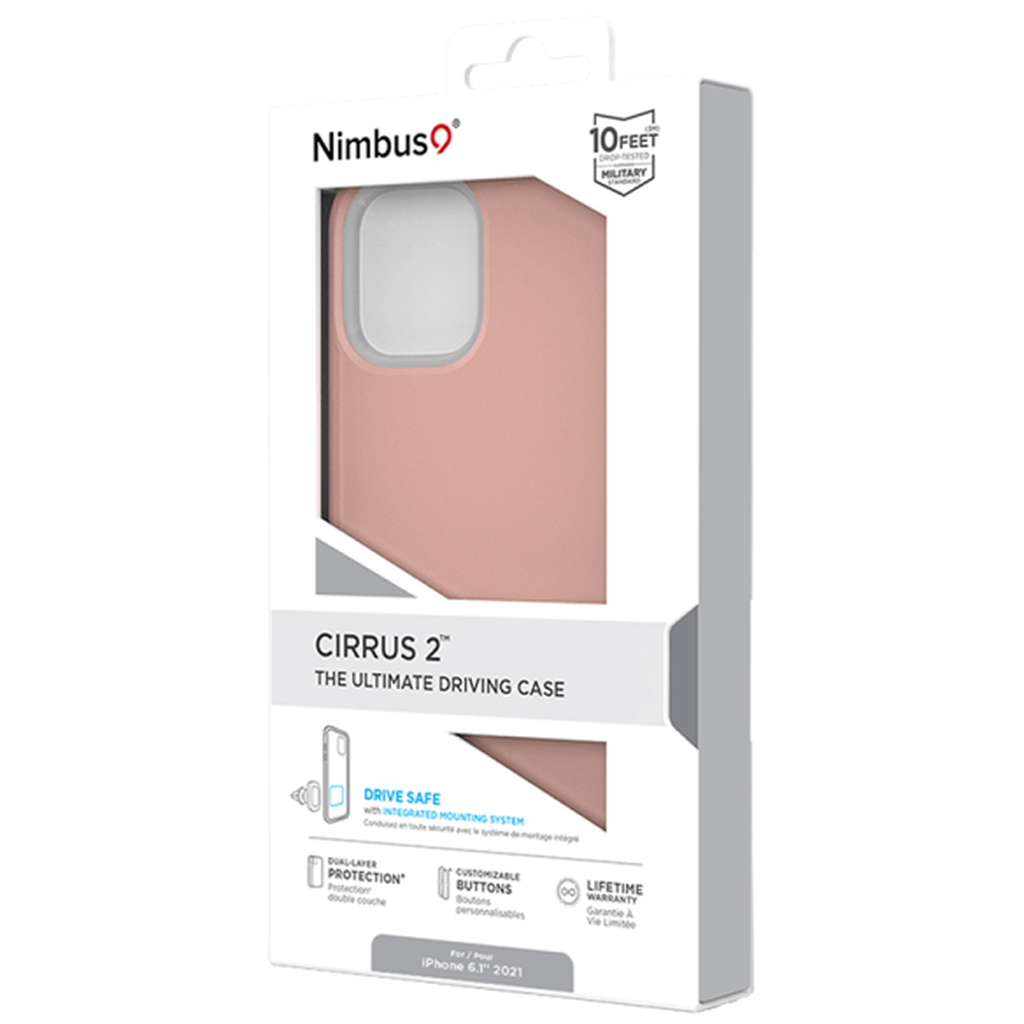 Nimbus9®
10FEET (3M)
DROP-TESTED
MILITARY
STANDARD
CIRRUS 2™
THE ULTIMATE DRIVING CASE
DRIVE SAFE
with INTEGRATED MOUNTING SYSTEM
Conduisez en toute sécurité avec le système de montage intégré
DUAL-LAYER
PROTECTION*
Protection*
double couche
CUSTOMIZABLE
BUTTONS
Boutons
personnalisables
LIFETIME
WARRANTY
Garantie À
Vie Limitée
For / Pour
iPhone 6.1" 2021